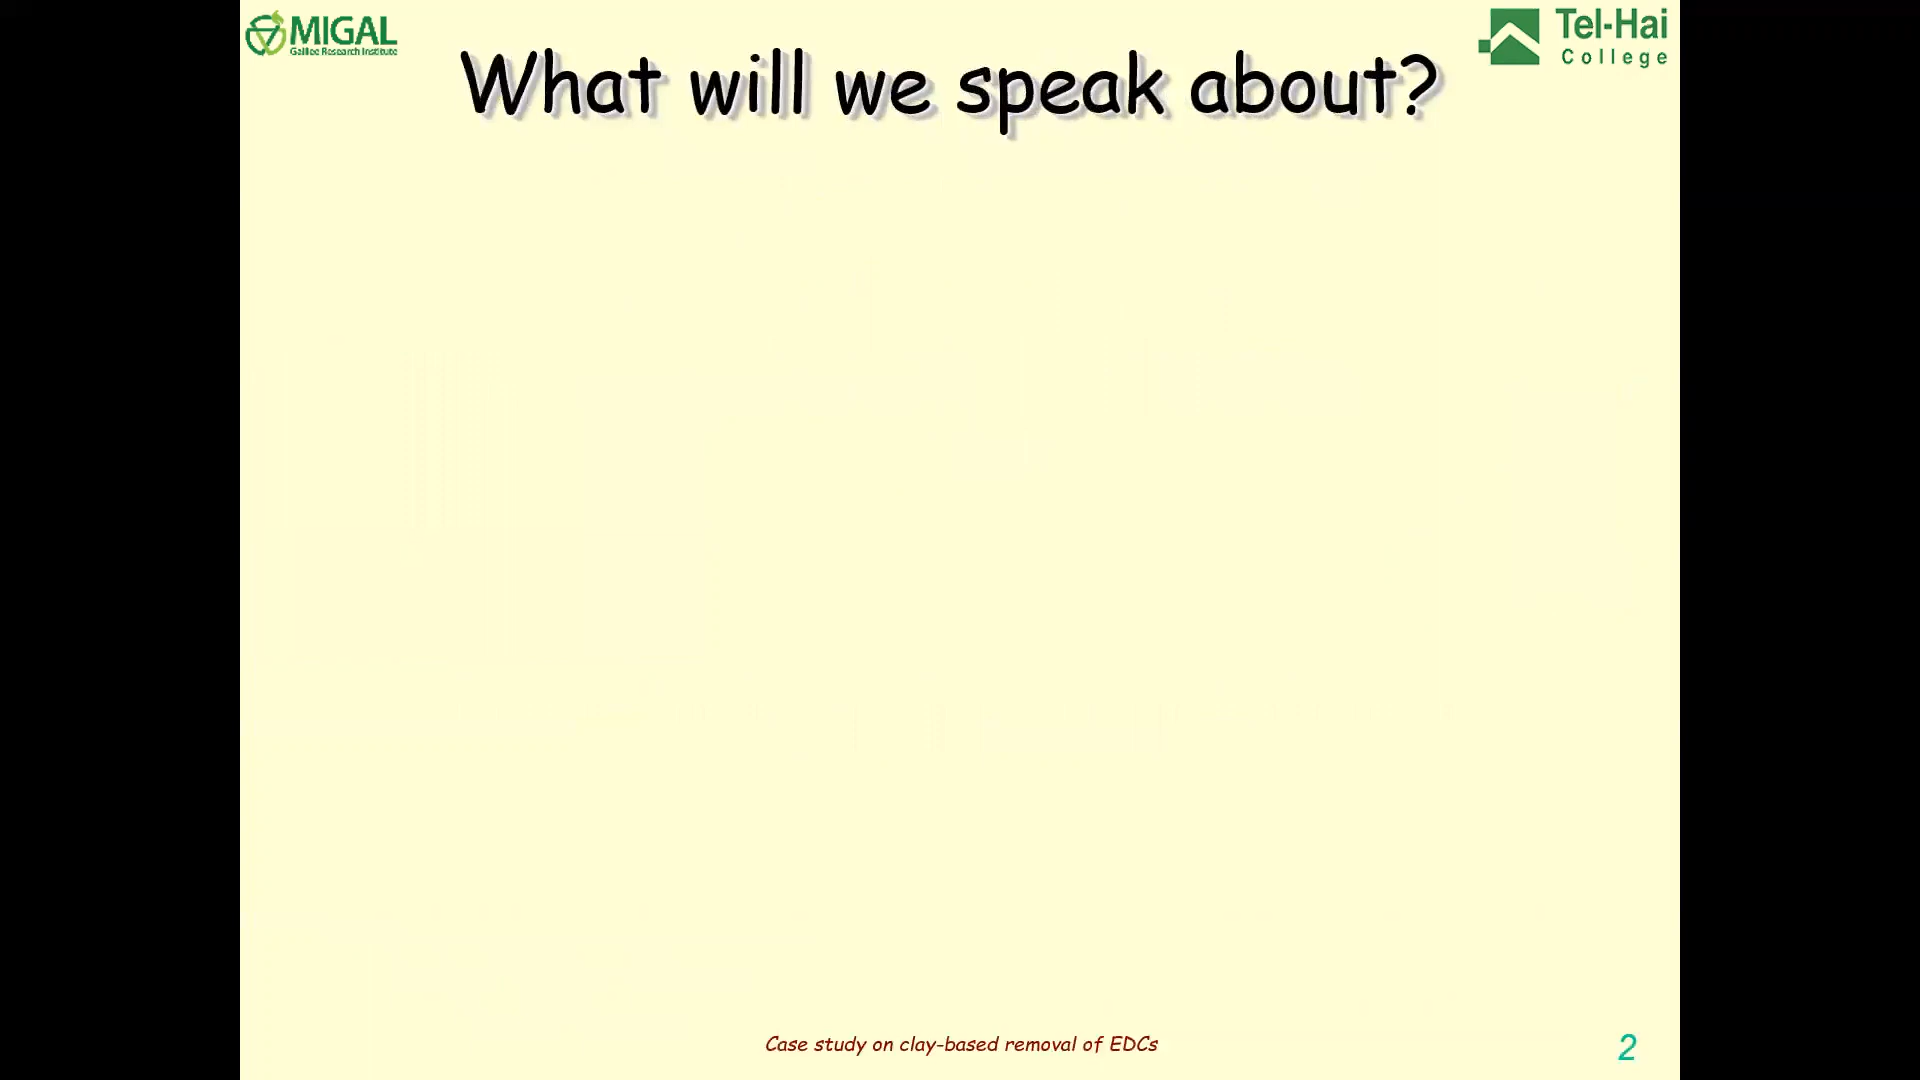 MIGAL
Galilee Research Institute
Tel-Hai
College
What will we speak about?
Case study on clay-based removal of EDCs
2